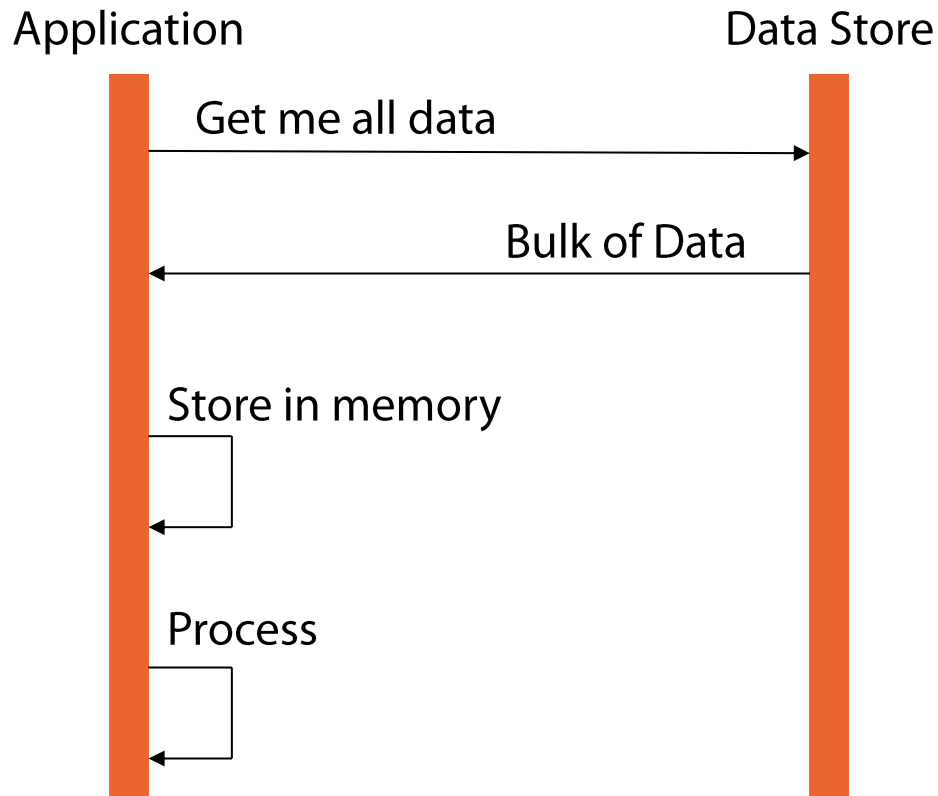 Application
Data Store
Get me all data
Bulk of Data
Store in memory
Process